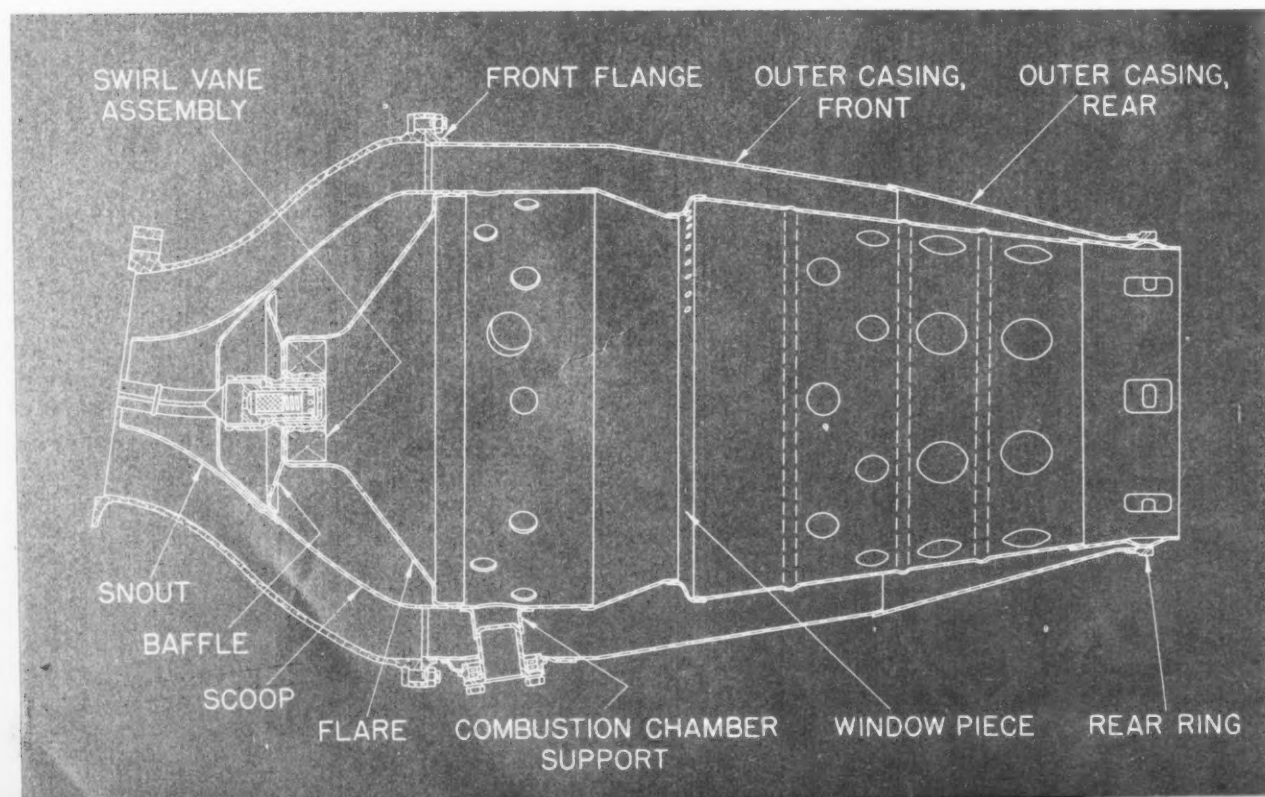 SWIRL VANE
ASSEMBLY
FRONT FLANGE
OUTER CASING,
FRONT
OUTER CASING,
REAR
SNOUT
BAFFLE
SCOOP
FLARE
COMBUSTION CHAMBER
SUPPORT
WINDOW PIECE
REAR RING